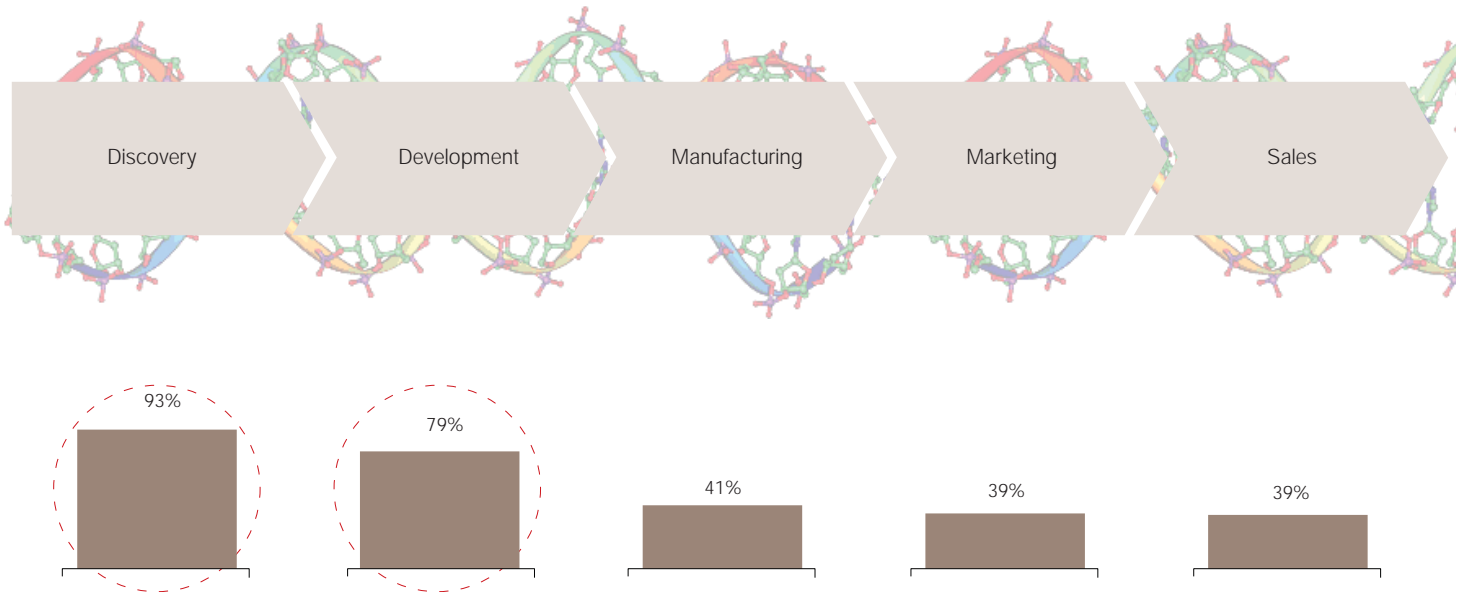 Discovery
Development
Manufacturing
Marketing
Sales
93%
79%
41%
39%
39%